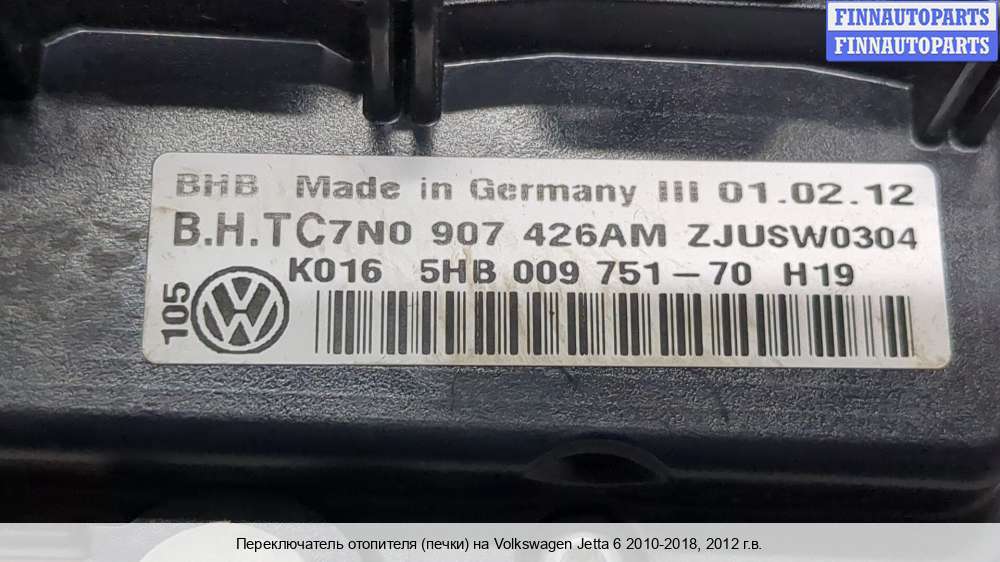 FINNAUTOPARTS
FINNAUTOPARTS
BHB Made in Germany III 01.02.12
B.H.TC7N0 907 426AM ZJUSW0304
K016 5HB 009 751-70 H19
105
Переключатель отопителя (печки) на Volkswagen Jetta 6 2010-2018, 2012 г.в.